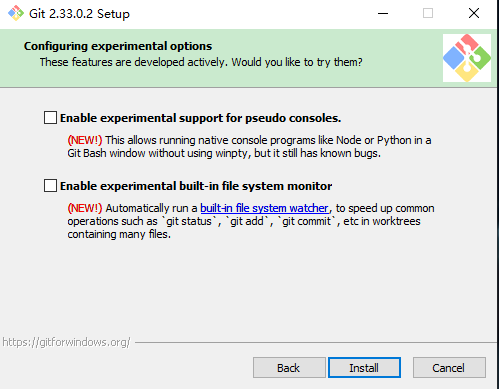 Git 2.33.0.2 Setup
Configuring experimental options
These features are developed actively. Would you like to try them?
Enable experimental support for pseudo consoles.
(NEW!) This allows running native console programs like Node or Python in a
Git Bash window without using winpty, but it still has known bugs.
Enable experimental built-in file system monitor
(NEW!) Automatically run a built-in file system watcher, to speed up common
operations such as `git status`, `git add`, `git commit`, etc in worktrees
containing many files.
https://gitforwindows.org/
Back
Install
Cancel